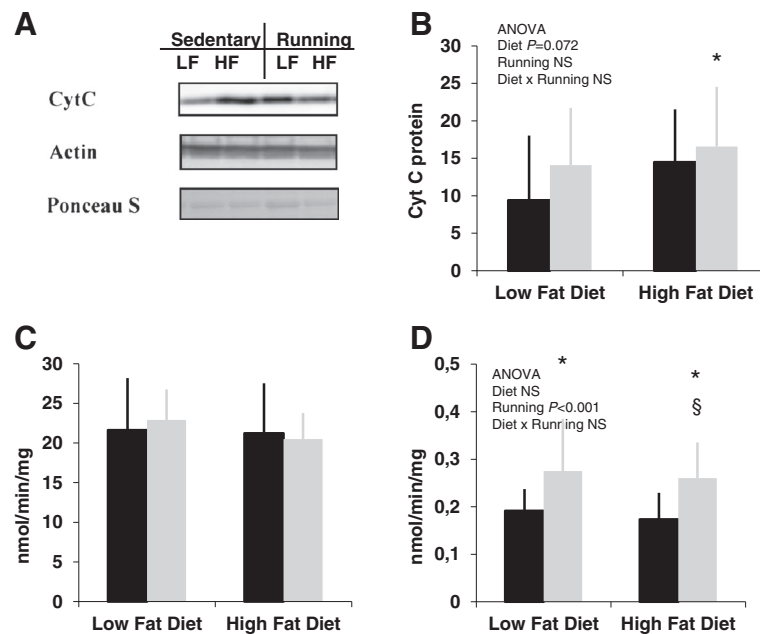 A
Sedentary Running
LF HF LF HF
CytC
Actin
Ponceau S
B
ANOVA
Diet P=0.072
Running NS
Diet x Running NS
*
Cyt C protein
30
25
20
15
10
5
0
Low Fat Diet High Fat Diet
C
nmol/min/mg
30
25
20
15
10
5
0
Low Fat Diet High Fat Diet
D
ANOVA
Diet NS
Running P<0.001
Diet x Running NS
*
*
§
nmol/min/mg
0,5
0,4
0,3
0,2
0,1
0
Low Fat Diet High Fat Diet